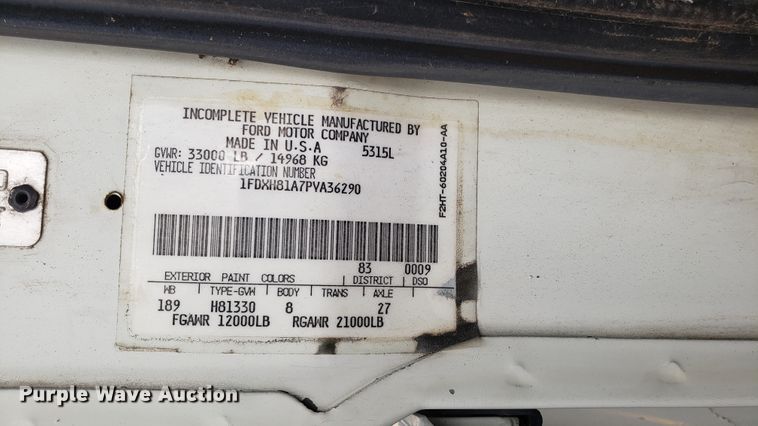 INCOMPLETE VEHICLE MANUFACTURED BY
FORD MOTOR COMPANY
MADE IN U.S.A 5315L
GVWR: 33000 LB / 14968 KG
VEHICLE IDENTIFICATION NUMBER
1FDXH81A7PVA36290
F2HT-60204A10-AA
83 0009
EXTERIOR PAINT COLORS DISTRICT DSO
WB TYPE-GVW BODY TRANS AXLE
189 H81330 8 27
FGAWR 12000LB RGAWR 21000LB
Purple Wave Auction